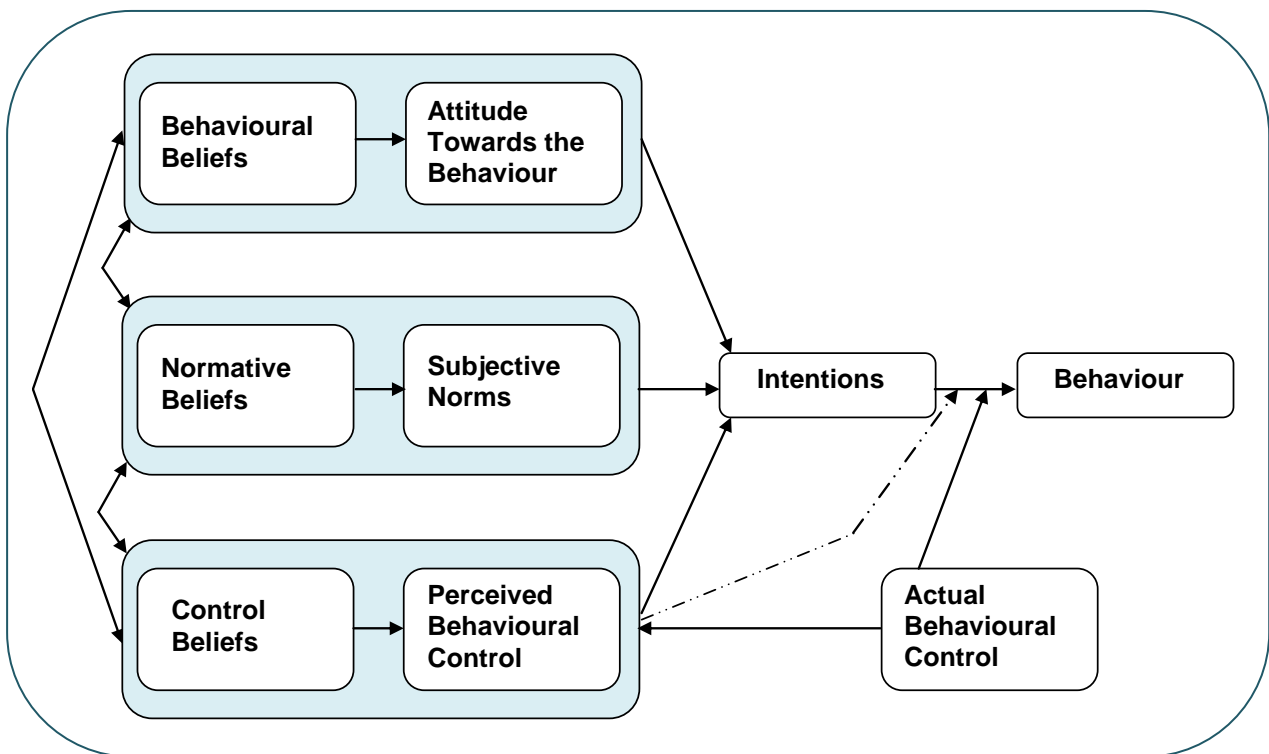 Behavioural
Beliefs
Attitude
Towards the
Behaviour
Normative
Beliefs
Subjective
Norms
Intentions
Behaviour
Control
Beliefs
Perceived
Behavioural
Control
Actual
Behavioural
Control